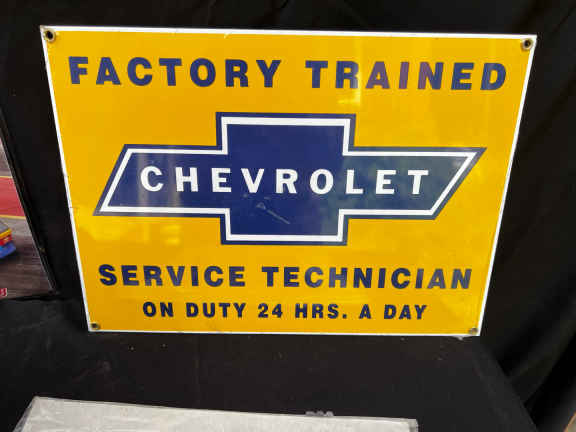 FACTORY TRAINED
CHEVROLET
SERVICE TECHNICIAN
ON DUTY 24 HRS. A DAY